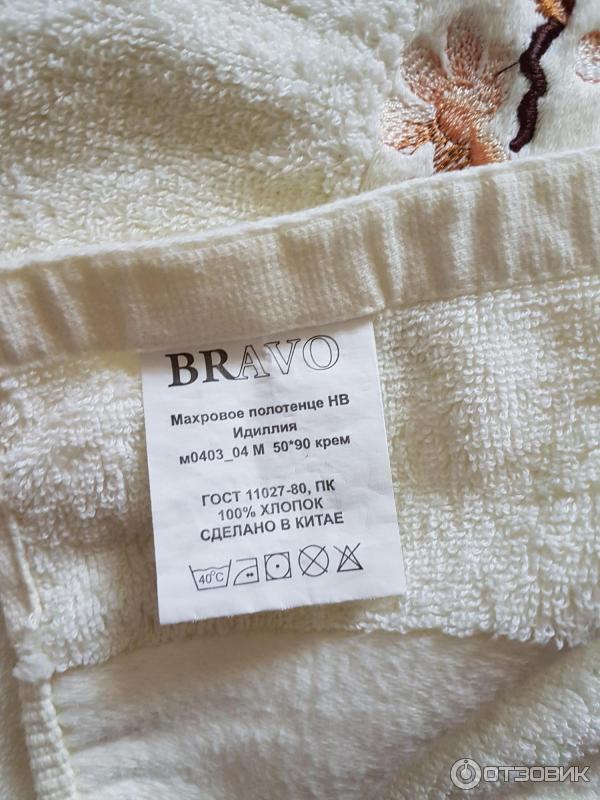 BRAVO
Махровое полотенце НВ
Идиллия
м0403_04 М 50*90 крем
ГОСТ 11027-80, ПК
100% ХЛОПОК
СДЕЛАНО В КИТАЕ
40°C
ОТЗОВИК